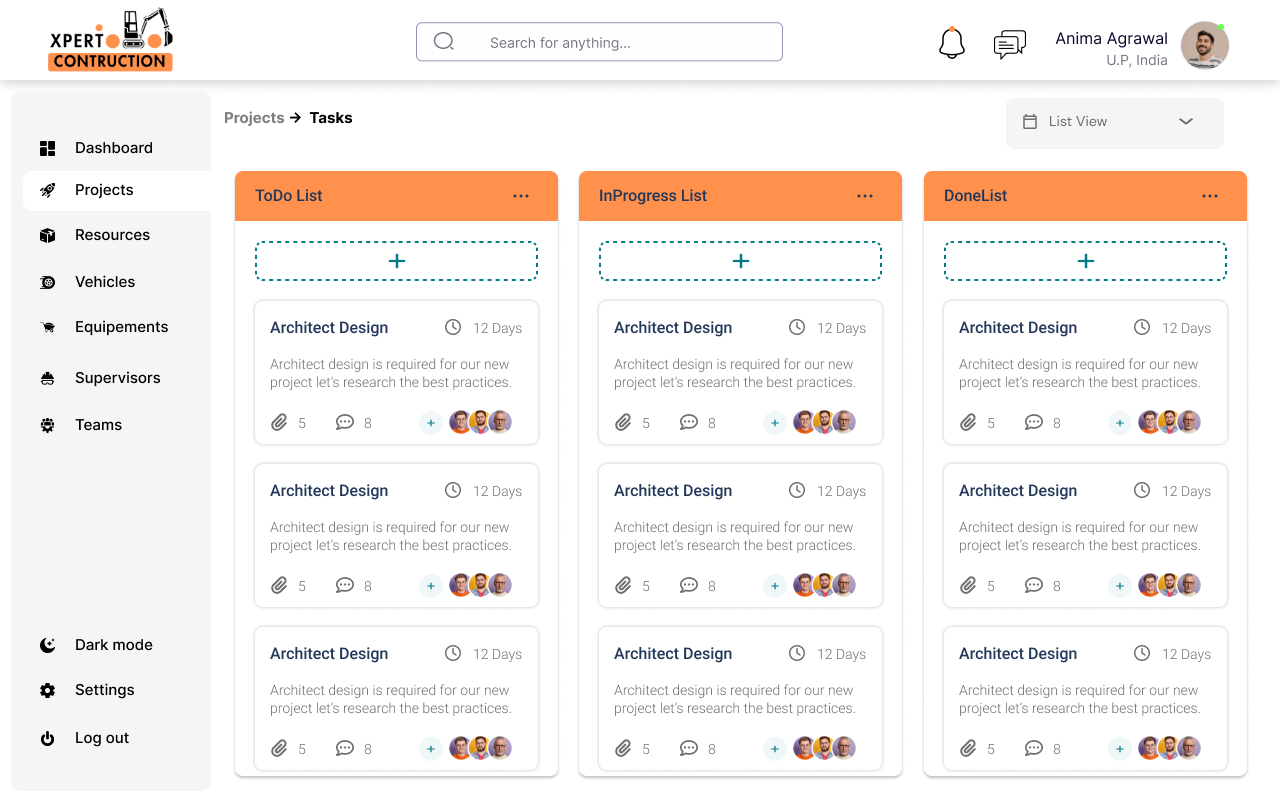 XPERT
CONTRUCTION
Search for anything...
Anima Agrawal
U.P, India
Dashboard
Projects
Resources
Vehicles
Equipements
Supervisors
Teams
Dark mode
Settings
Log out
Projects → Tasks
List View
ToDo List
Architect Design
12 Days
Architect design is required for our new
project let's research the best practices.
5 8 +
Architect Design
12 Days
Architect design is required for our new
project let's research the best practices.
5 8 +
Architect Design
12 Days
Architect design is required for our new
project let's research the best practices.
5 8 +
InProgress List
Architect Design
12 Days
Architect design is required for our new
project let's research the best practices.
5 8 +
Architect Design
12 Days
Architect design is required for our new
project let's research the best practices.
5 8 +
Architect Design
12 Days
Architect design is required for our new
project let's research the best practices.
5 8 +
DoneList
Architect Design
12 Days
Architect design is required for our new
project let's research the best practices.
5 8 +
Architect Design
12 Days
Architect design is required for our new
project let's research the best practices.
5 8 +
Architect Design
12 Days
Architect design is required for our new
project let's research the best practices.
5 8 +